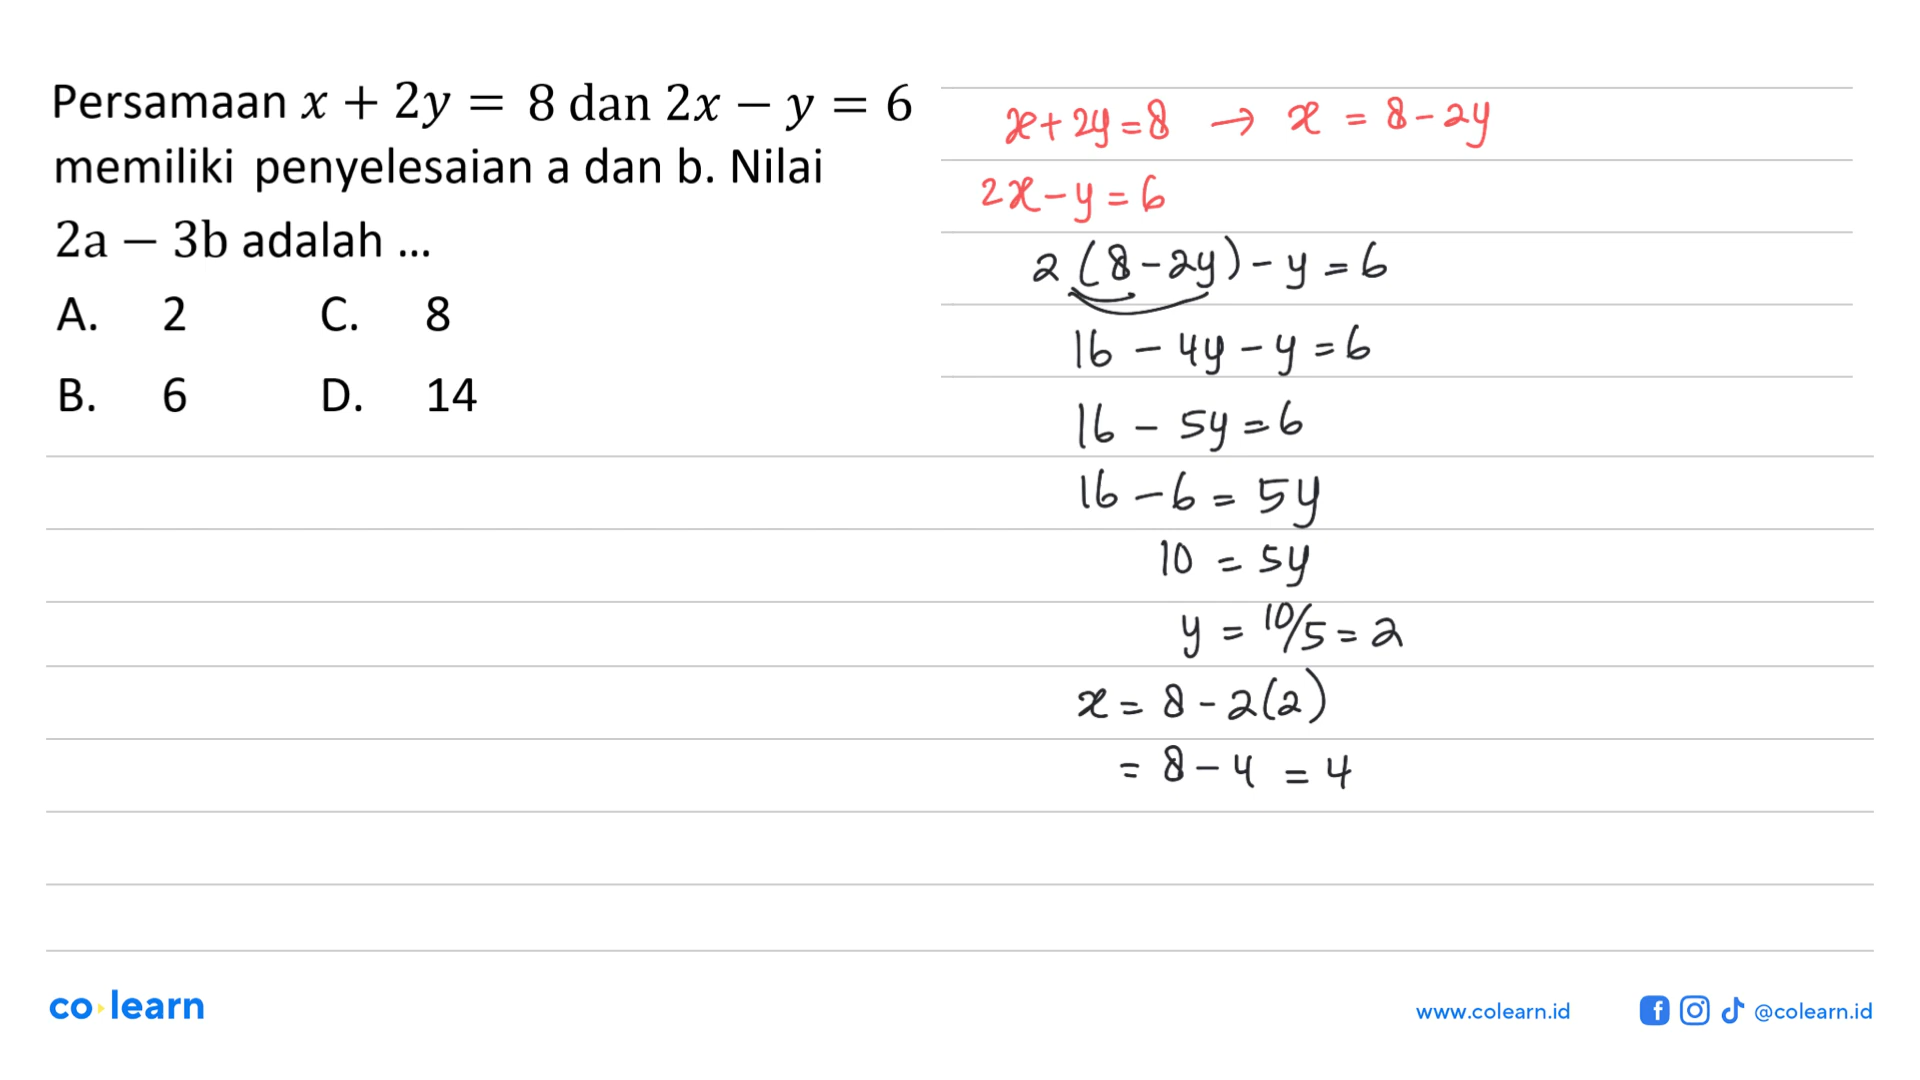 Persamaan x + 2y = 8 dan 2x − y = 6
memiliki penyelesaian a dan b. Nilai
2a − 3b adalah ...
A. 2 C. 8
B. 6 D. 14
x + 2y = 8 → x = 8 − 2y
2x − y = 6
2 (8 − 2y) − y = 6
16 − 4y − y = 6
16 − 5y = 6
16 − 6 = 5y
10 = 5y
y = 10/5 = 2
x = 8 − 2(2)
= 8 − 4 = 4
co learn
www.colearn.id @colearn.id